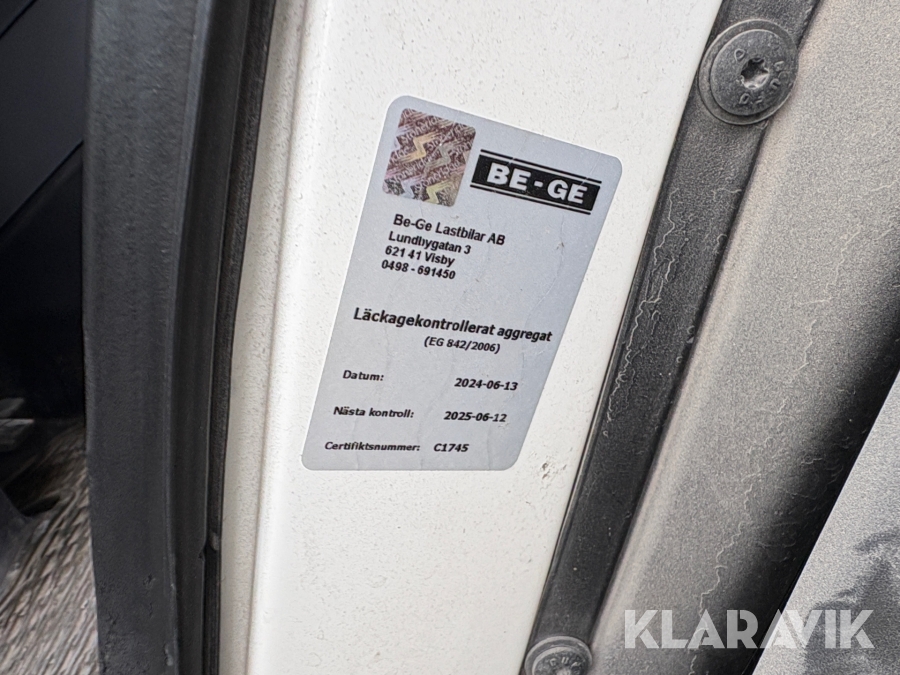 BE-GE
Be-Ge Lastbilar AB
Lundbygatan 3
621 41 Visby
0498 - 691450
Läckagekontrollerat aggregat
(EG 842/2006)
Datum: 2024-06-13
Nästa kontroll: 2025-06-12
Certifiktsnummer: C1745
KLARAVIK